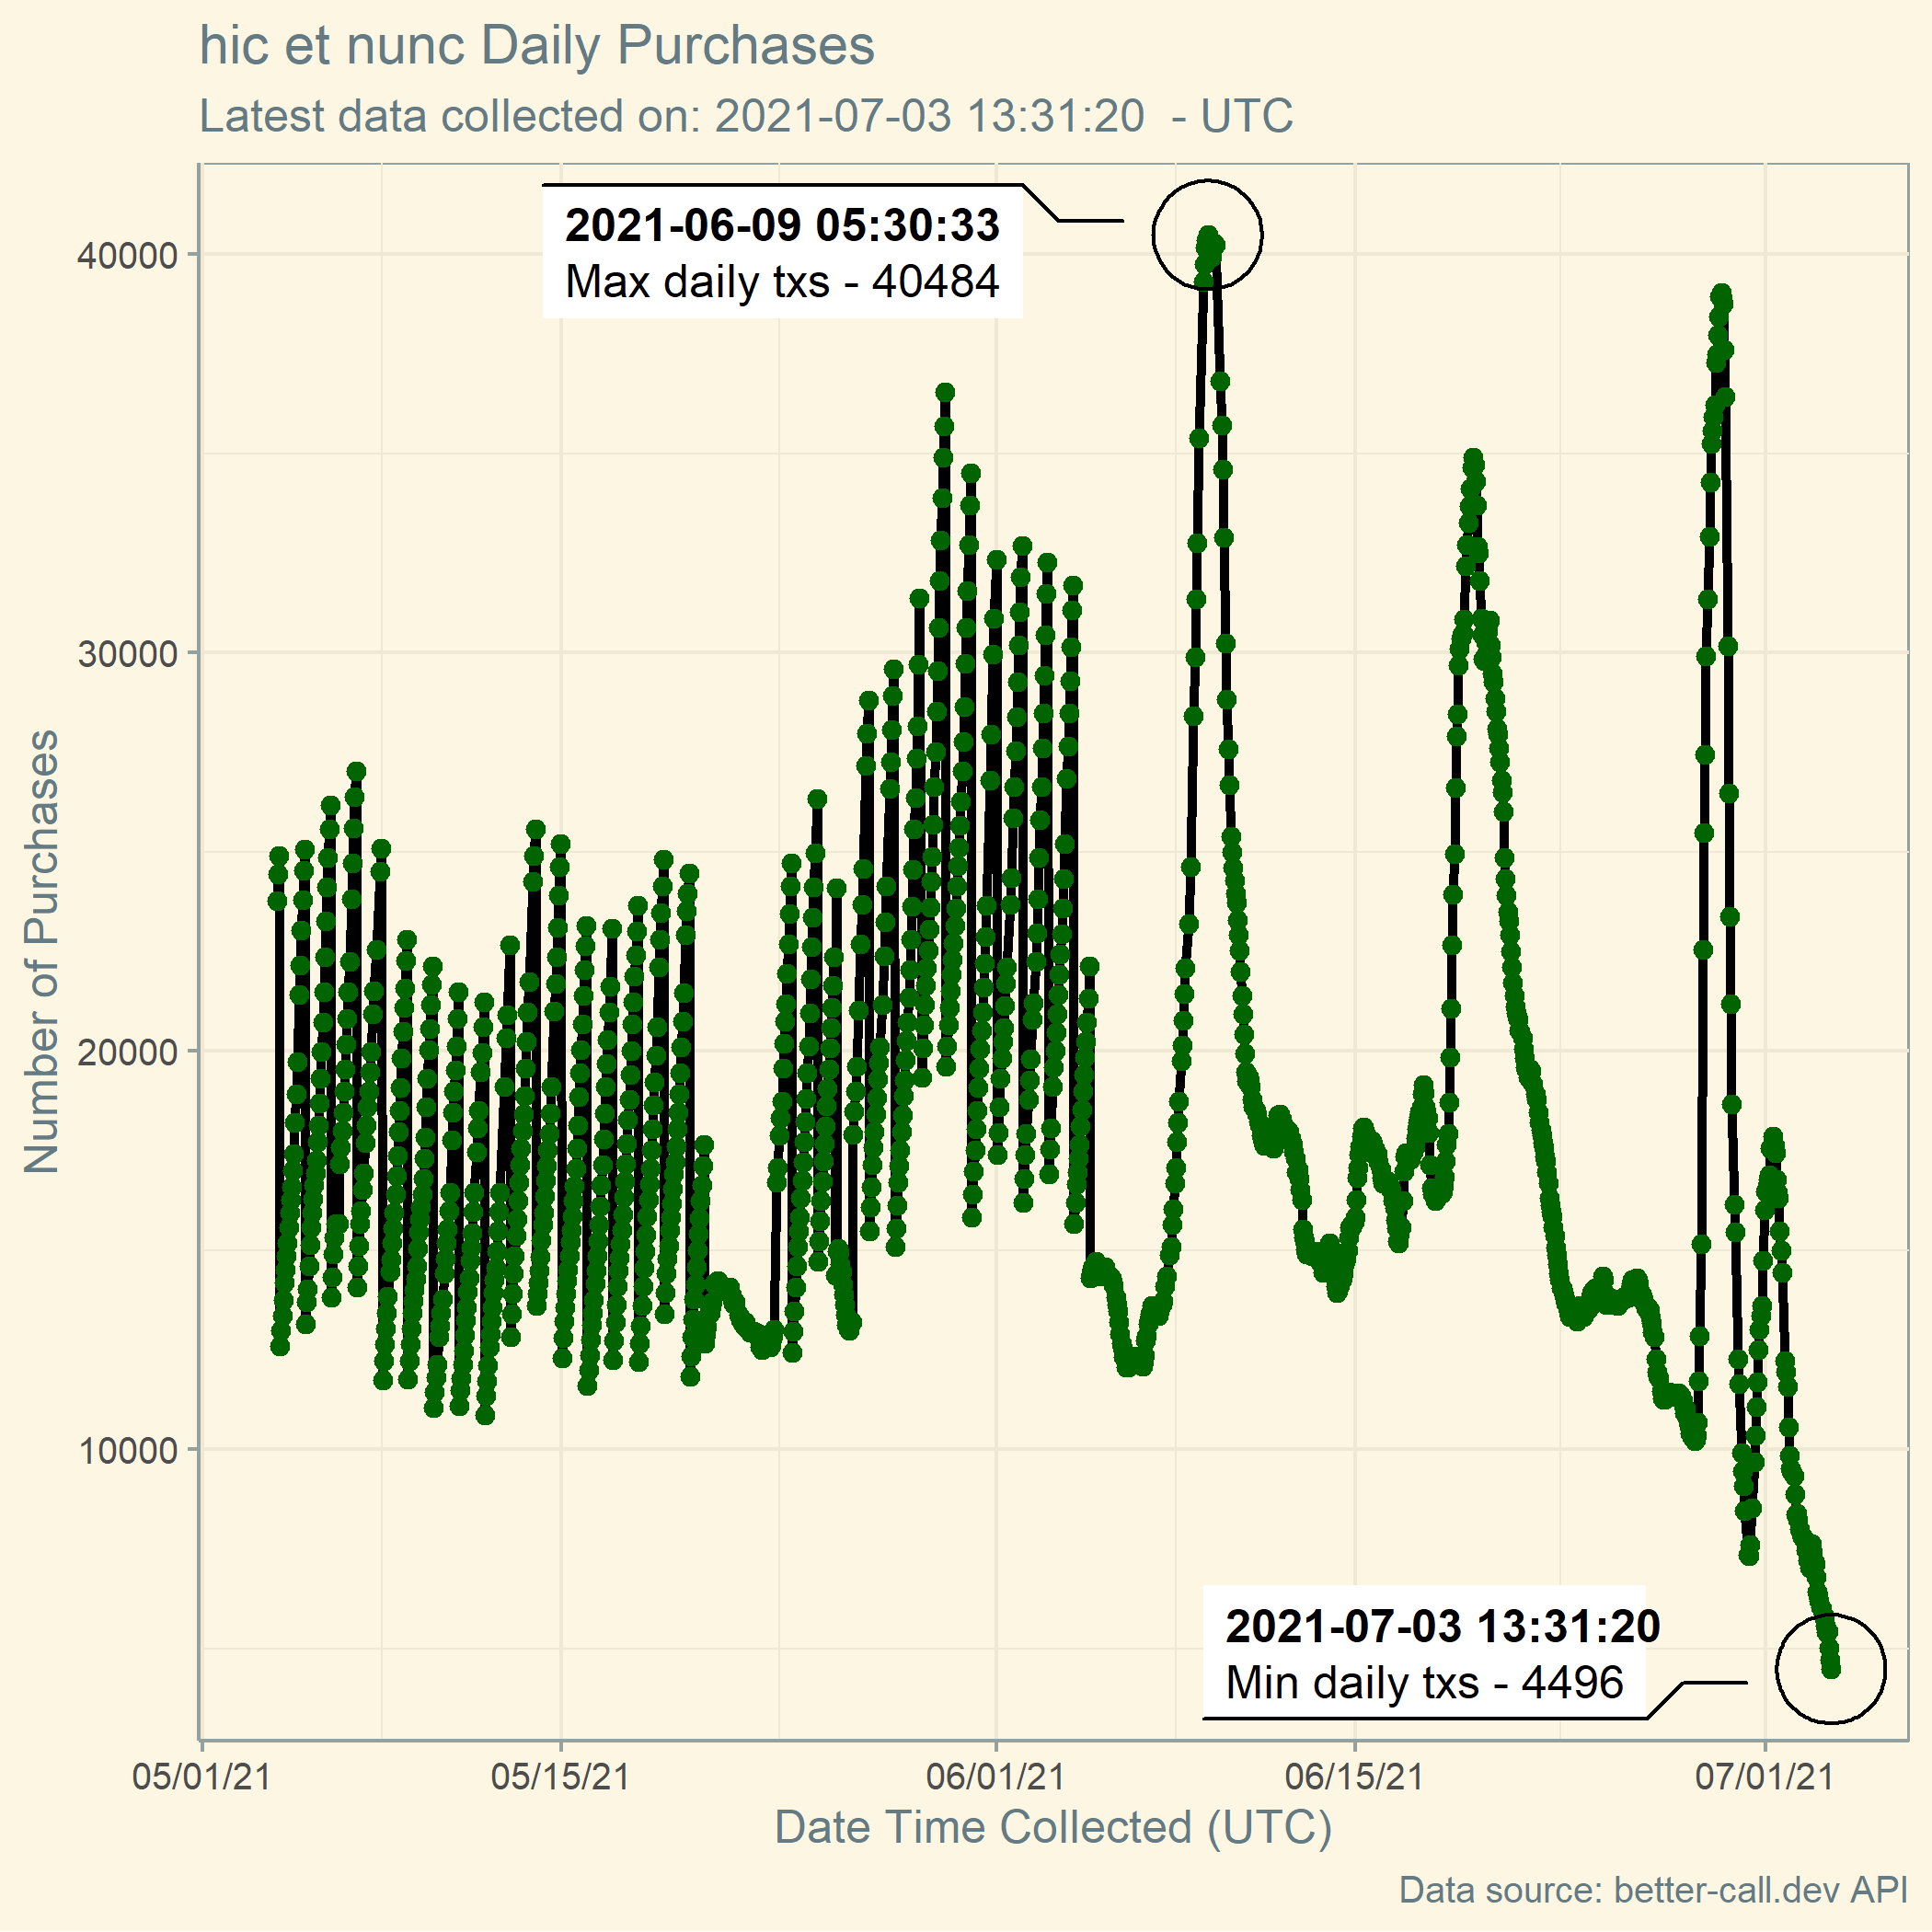 hic et nunc Daily Purchases
Latest data collected on: 2021-07-03 13:31:20  - UTC
2021-06-09 05:30:33
Max daily txs - 40484
40000
30000
20000
10000
Number of Purchases
2021-07-03 13:31:20
Min daily txs - 4496
05/01/21
05/15/21
06/01/21
06/15/21
07/01/21
Date Time Collected (UTC)
Data source: better-call.dev API